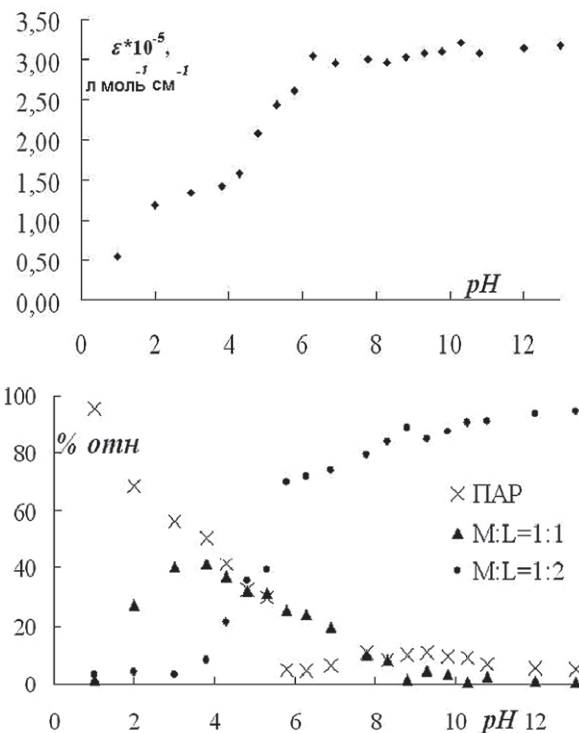 3,50
ε*10⁻⁵,
3,00
л моль⁻¹ см⁻¹
2,50
2,00
1,50
1,00
0,50
pH
0,00
0 2 4 6 8 10 12
100
% отн
80
× ПАР
60
▲ M:L=1:1
40
• M:L=1:2
20
0
0 2 4 6 8 10 pH 12